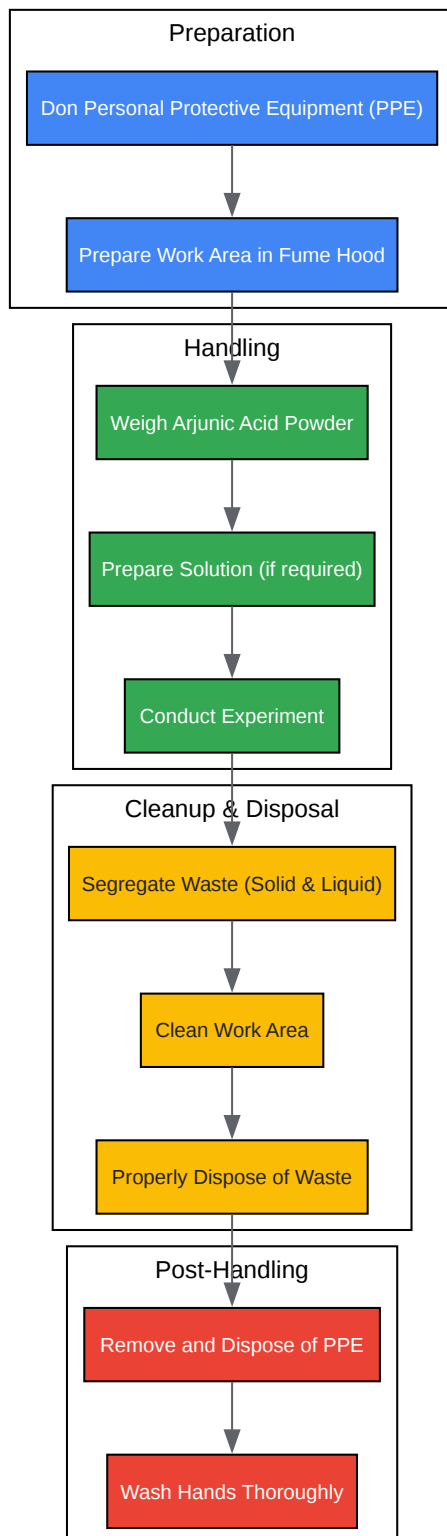 Preparation
Don Personal Protective Equipment (PPE)
Prepare Work Area in Fume Hood
Handling
Weigh Arjunic Acid Powder
Prepare Solution (if required)
Conduct Experiment
Cleanup & Disposal
Segregate Waste (Solid & Liquid)
Clean Work Area
Properly Dispose of Waste
Post-Handling
Remove and Dispose of PPE
Wash Hands Thoroughly